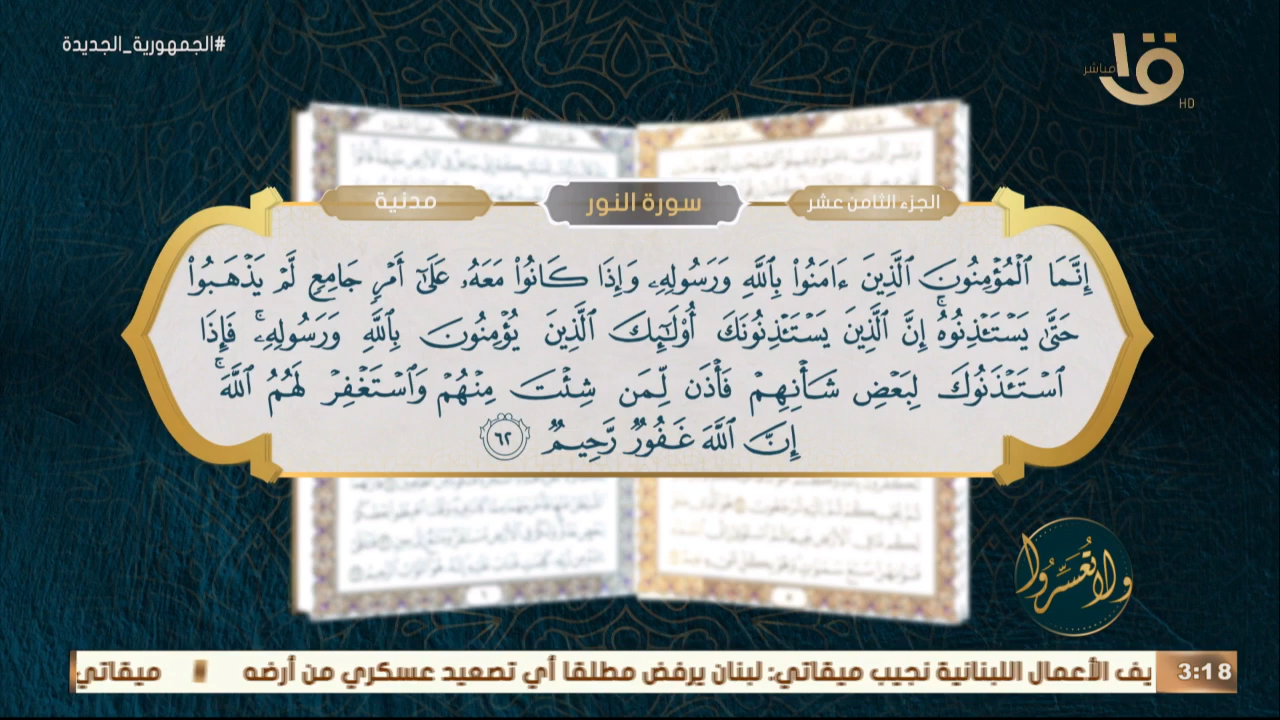 #الجمهورية_الجديدة
مباشر
HD
الجزء الثامن عشر
سورة النور
مدنية
إِنَّمَا ٱلْمُؤْمِنُونَ ٱلَّذِينَ ءَامَنُوا۟ بِٱللَّهِ وَرَسُولِهِۦ وَإِذَا كَانُوا۟ مَعَهُۥ عَلَىٰٓ أَمْرٍۢ جَامِعٍۢ لَّمْ يَذْهَبُوا۟
حَتَّىٰ يَسْتَـْٔذِنُوهُ ۚ إِنَّ ٱلَّذِينَ يَسْتَـْٔذِنُونَكَ أُو۟لَـٰٓئِكَ ٱلَّذِينَ يُؤْمِنُونَ بِٱللَّهِ وَرَسُولِهِۦ ۚ فَإِذَا
ٱسْتَـْٔذَنُوكَ لِبَعْضِ شَأْنِهِمْ فَأْذَن لِّمَن شِئْتَ مِنْهُمْ وَٱسْتَغْفِرْ لَهُمُ ٱللَّهَ ۚ
إِنَّ ٱللَّهَ غَفُورٌۭ رَّحِيمٌۭ ٦٢
ولا تُعَسِّرُوا
3:18 يف الأعمال اللبنانية نجيب ميقاتي: لبنان يرفض مطلقا أي تصعيد عسكري من أرضه ميقاتي